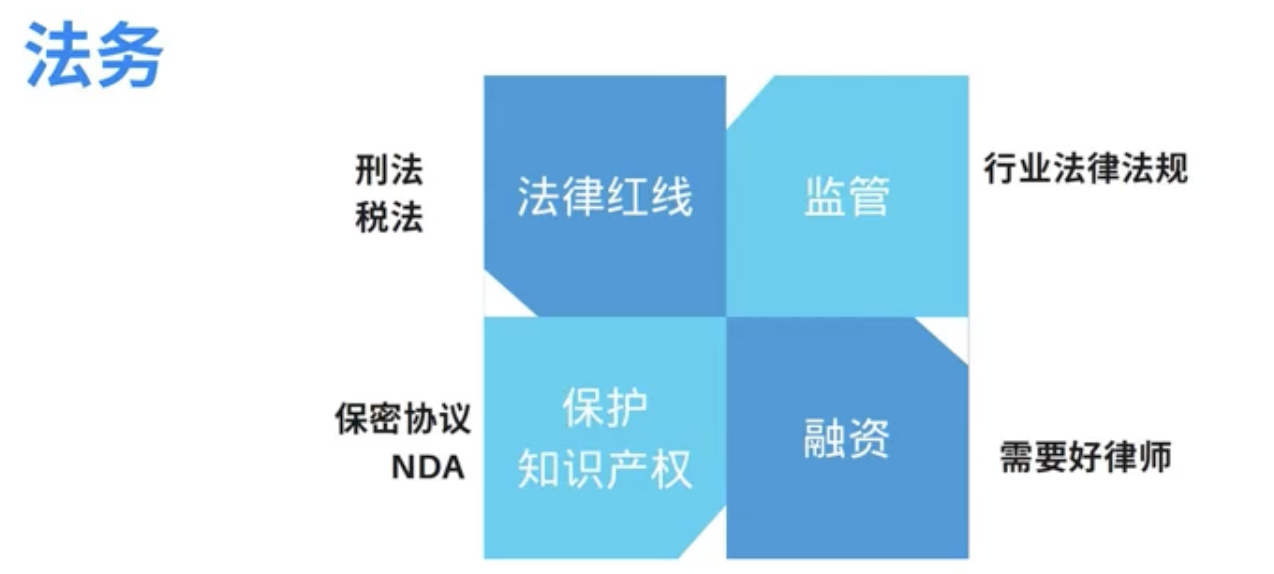 法务
刑法
税法
法律红线
监管
行业法律法规
保密协议
NDA
保护
知识产权
融资
需要好律师